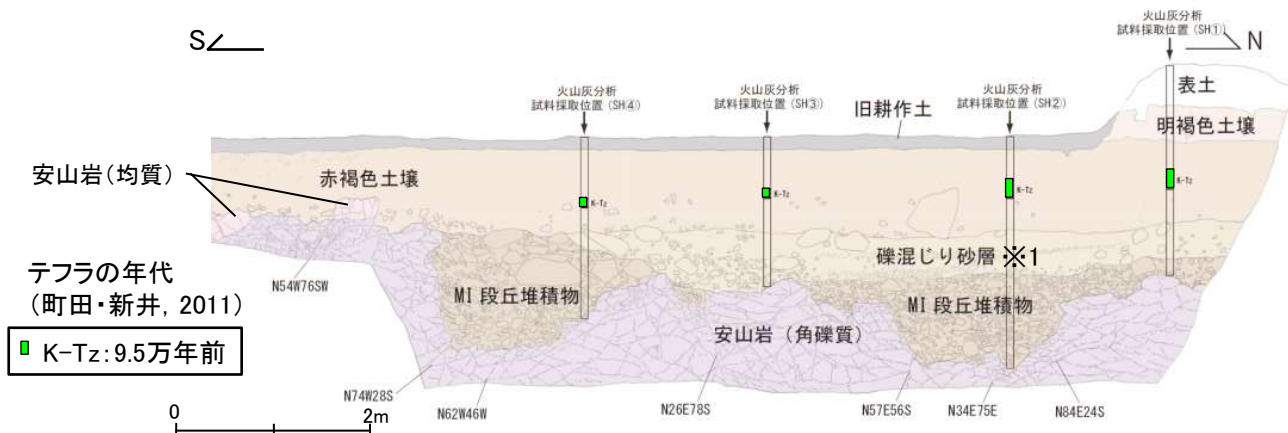 S
N
火山灰分析
試料採取位置(SH①)
火山灰分析
試料採取位置(SH④)
火山灰分析
試料採取位置(SH③)
火山灰分析
試料採取位置(SH②)
旧耕作土
表土
明褐色土壌
安山岩(均質)
赤褐色土壌
K-Tz
K-Tz
K-Tz
K-Tz
礫混じり砂層 ※1
N54W76SW
MI 段丘堆積物
MI 段丘堆積物
安山岩（角礫質）
テフラの年代
(町田・新井, 2011)
K-Tz:9.5万年前
N74W28S
N62W46W
N26E78S
N57E56S
N34E75E
N84E24S
0
2m